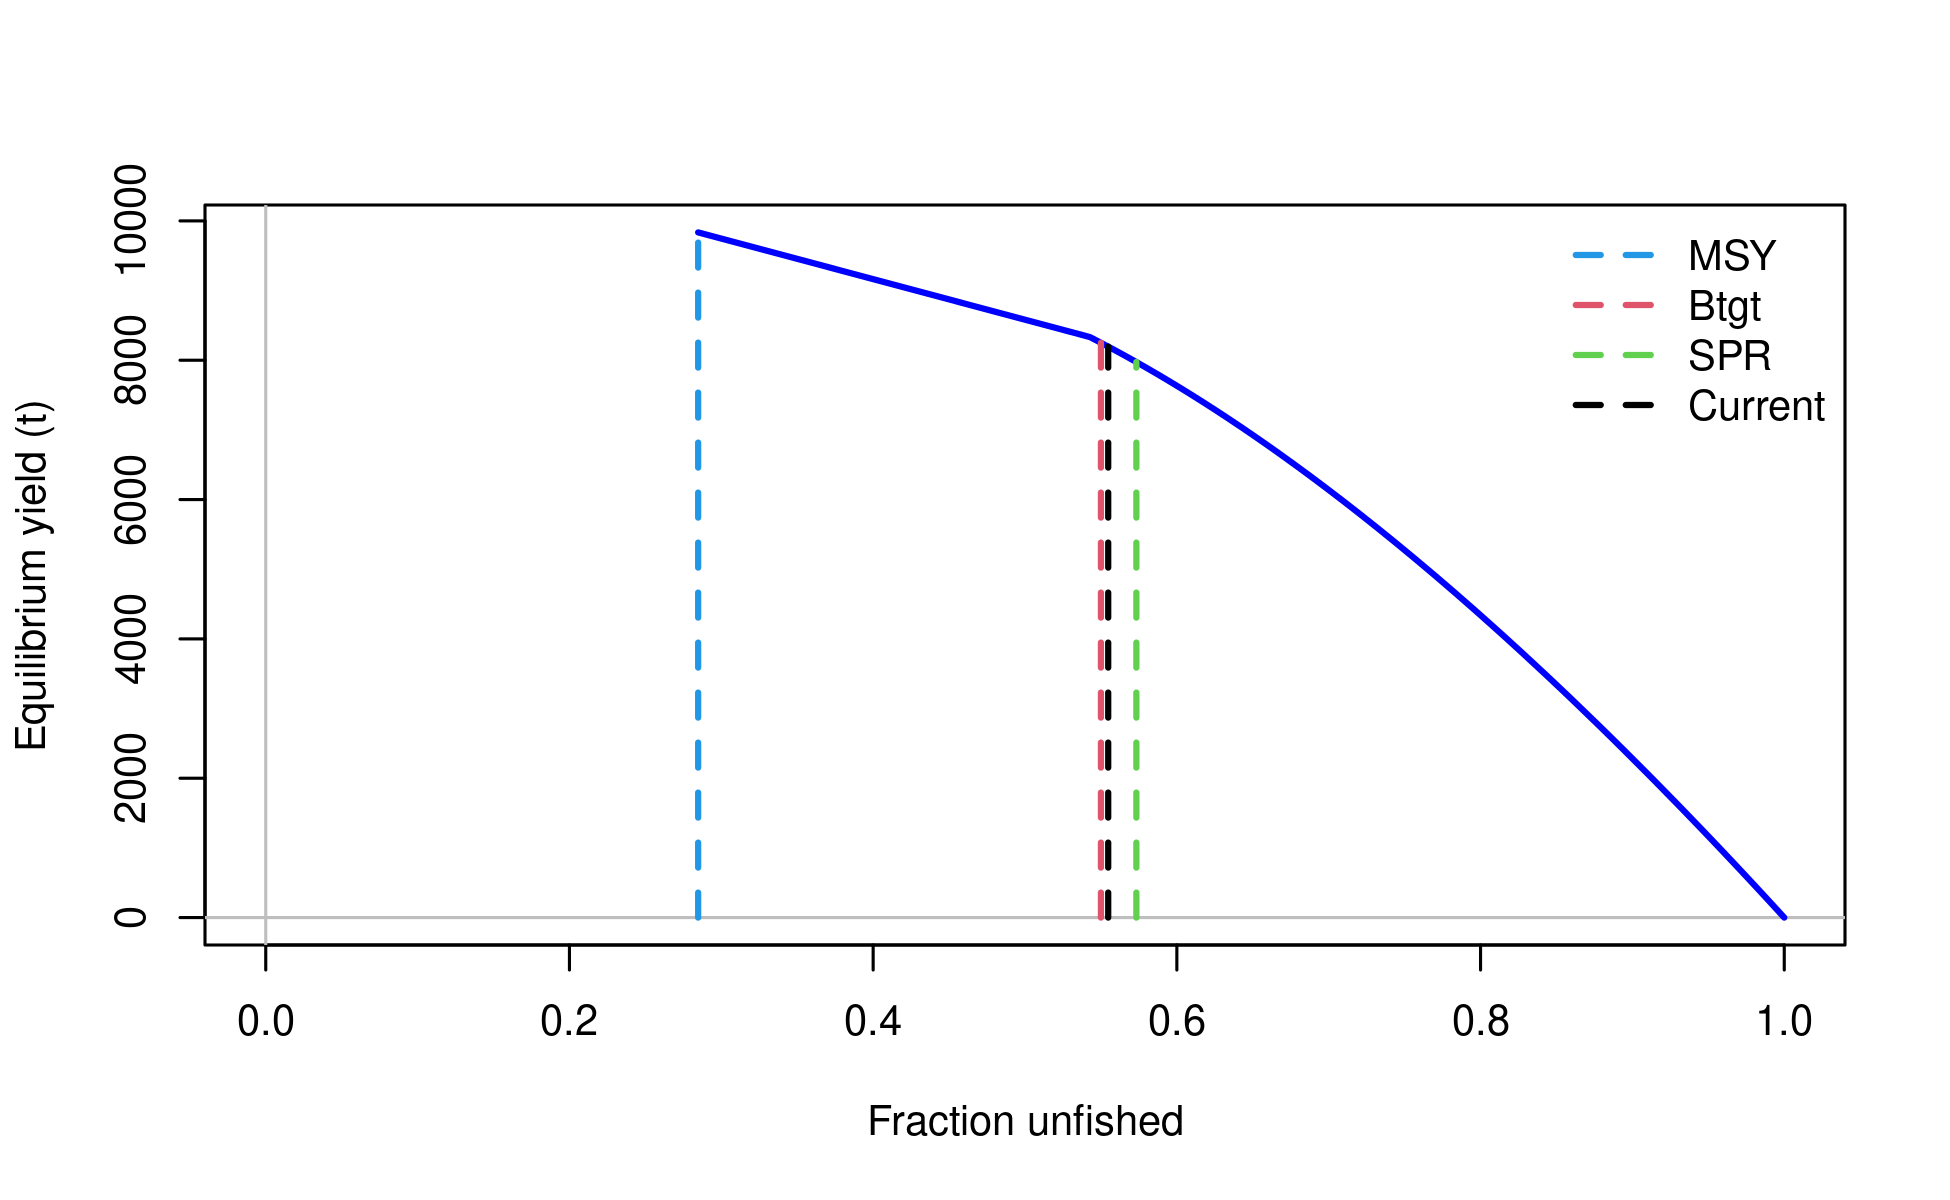 Equilibrium yield (t)
10000
8000
6000
4000
2000
0
MSY
Btgt
SPR
Current
0.0 0.2 0.4 0.6 0.8 1.0
Fraction unfished